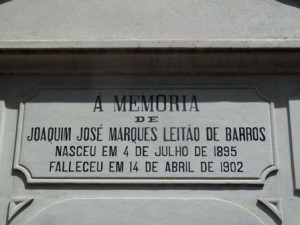 Á MEMORIA
DE
JOAQUIM JOSÉ MARQUES LEITÃO DE BARROS
NASCEU EM 4 DE JULHO DE 1895
FALLECEU EM 14 DE ABRIL DE 1902